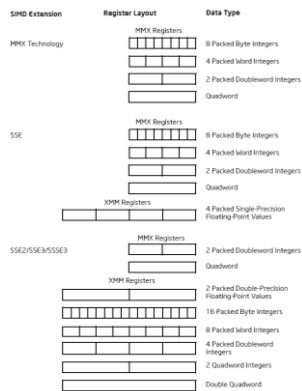 SIMD Extension Register Layout Data Type
MMX Registers
MMX Technology 8 Packed Byte Integers
4 Packed Word Integers
2 Packed Doubleword Integers
Quadword
MMX Registers
SSE 8 Packed Byte Integers
4 Packed Word Integers
2 Packed Doubleword Integers
Quadword
XMM Registers
4 Packed Single-Precision
Floating-Point Values
MMX Registers
SSE2/SSE3/SSSE3 2 Packed Doubleword Integers
Quadword
XMM Registers
2 Packed Double-Precision
Floating-Point Values
16 Packed Byte Integers
8 Packed Word Integers
4 Packed Doubleword
Integers
2 Quadword Integers
Double Quadword